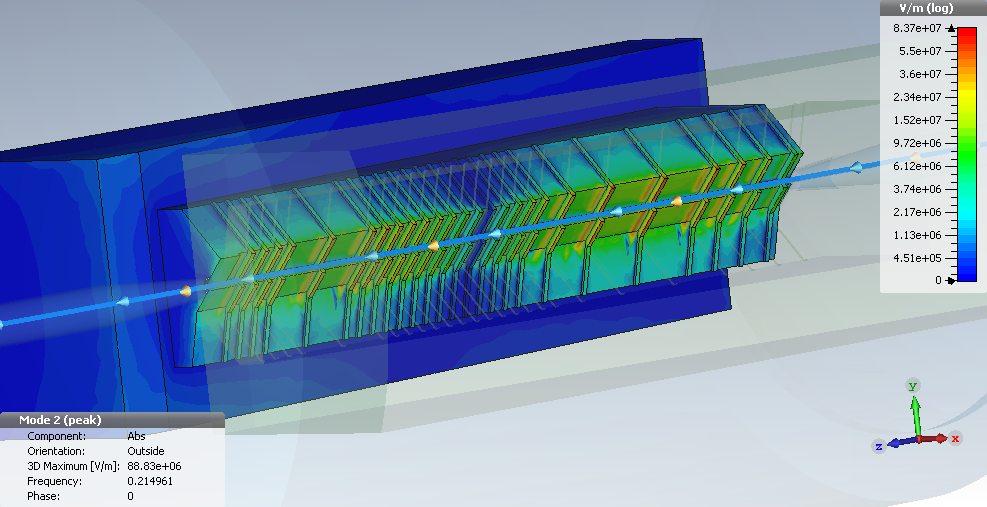 V/m (log)
8.37e+07
5.5e+07
3.6e+07
2.34e+07
1.52e+07
9.72e+06
6.12e+06
3.74e+06
2.17e+06
1.13e+06
4.51e+05
0
y
z
x
Mode 2 (peak)
Component: Abs
Orientation: Outside
3D Maximum [V/m]: 88.83e+06
Frequency: 0.214961
Phase: 0